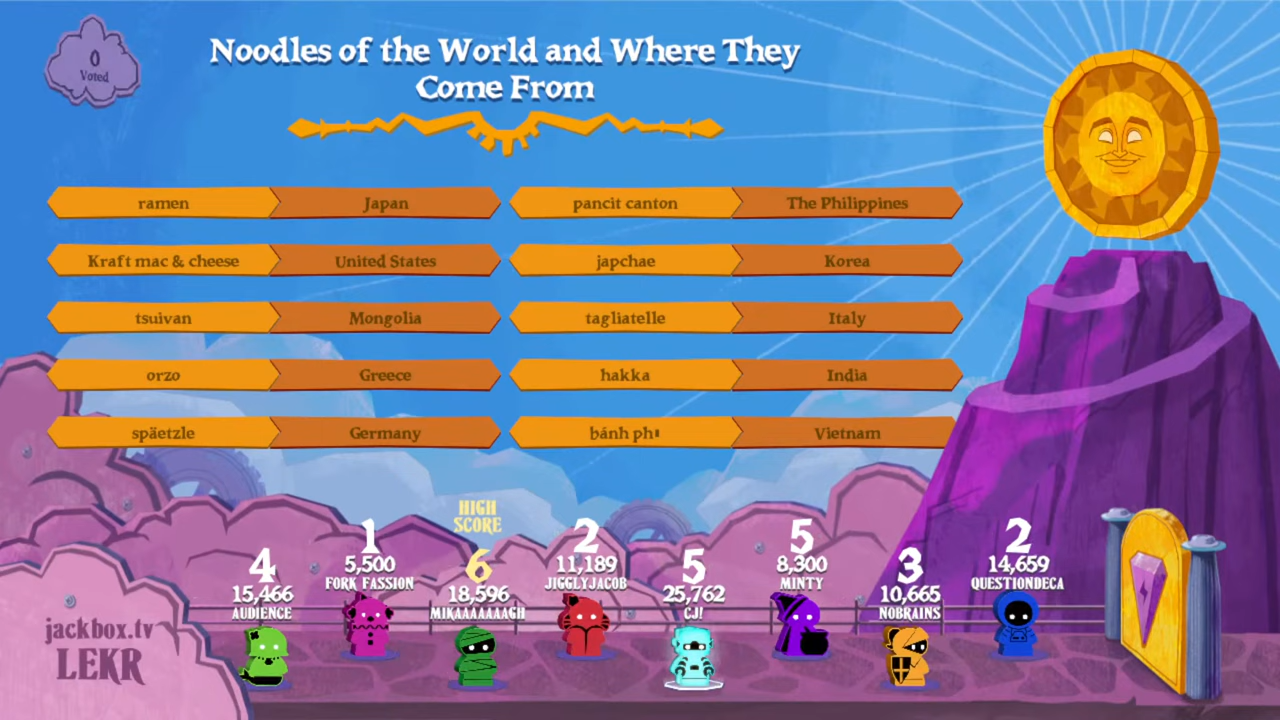 0
Voted
Noodles of the World and Where They
Come From
ramen Japan
pancit canton The Philippines
Kraft mac & cheese United States
japchae Korea
tsuivan Mongolia
tagliatelle Italy
orzo Greece
hakka India
späetzle Germany
bánh Vietnam
HIGH
SCORE
4
15,466
AUDIENCE
1
5,500
FORK FASSION
6
18,596
MIKAAAAAAAGH
2
11,189
JIGGLYJACOB
5
25,762
CJ!
5
8,300
MINTY
3
10,665
NOBRAINS
2
14,659
QUESTIONDECA
jackbox.tv
LEKR